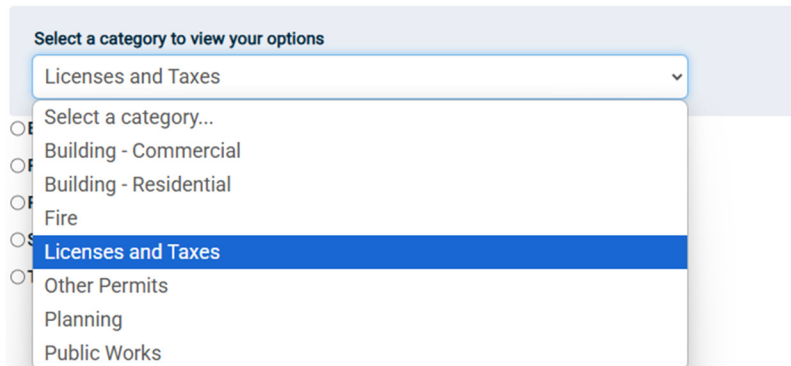 Select a category to view your options
Licenses and Taxes
Select a category...
Building - Commercial
Building - Residential
Fire
Licenses and Taxes
Other Permits
Planning
Public Works